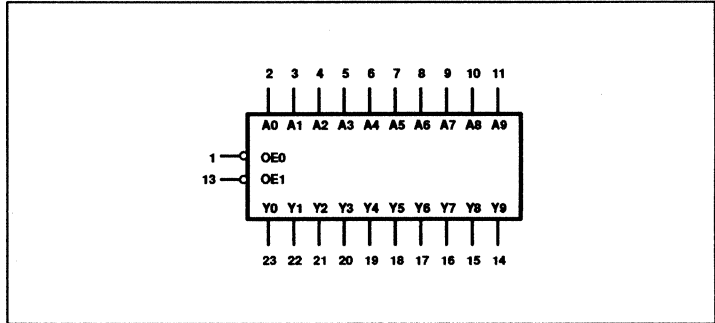 2 3 4 5 6 7 8 9 10 11
A0 A1 A2 A3 A4 A5 A6 A7 A8 A9
1 OE0
13 OE1
Y0 Y1 Y2 Y3 Y4 Y5 Y6 Y7 Y8 Y9
23 22 21 20 19 18 17 16 15 14